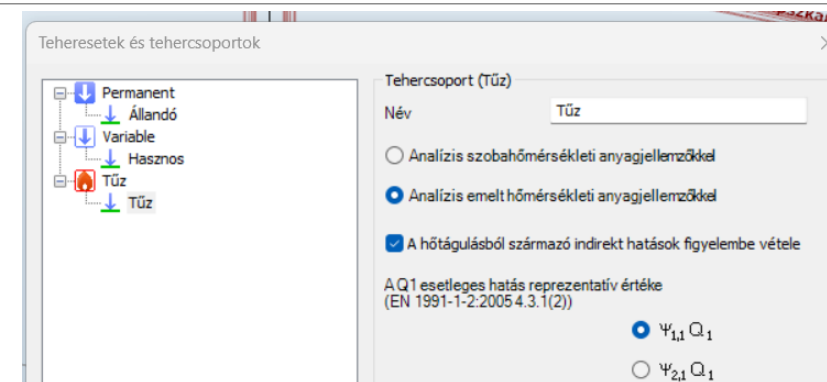 Teheresetek és tehercsoportok
Permanent
Állandó
Variable
Hasznos
Tűz
Tűz
Tehercsoport (Tűz)
Név Tűz
Analízis szobahőmérsékleti anyagjellemzőkkel
Analízis emelt hőmérsékleti anyagjellemzőkkel
A hőtágulásból származó indirekt hatások figyelembe vétele
A Q1 esetleges hatás reprezentatív értéke
(EN 1991-1-2:2005 4.3.1(2))
Ψ1,1 Q1
Ψ2,1 Q1